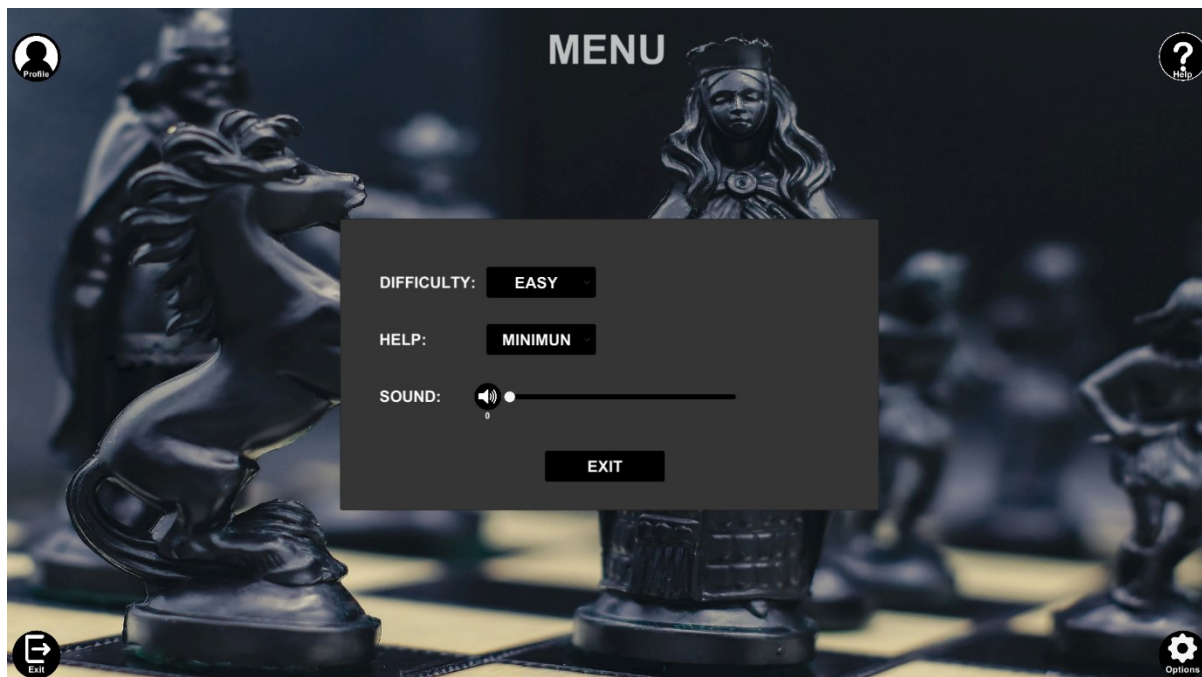 MENU
Profile
Help
DIFFICULTY: EASY
HELP: MINIMUN
SOUND:
0
EXIT
Exit
Options